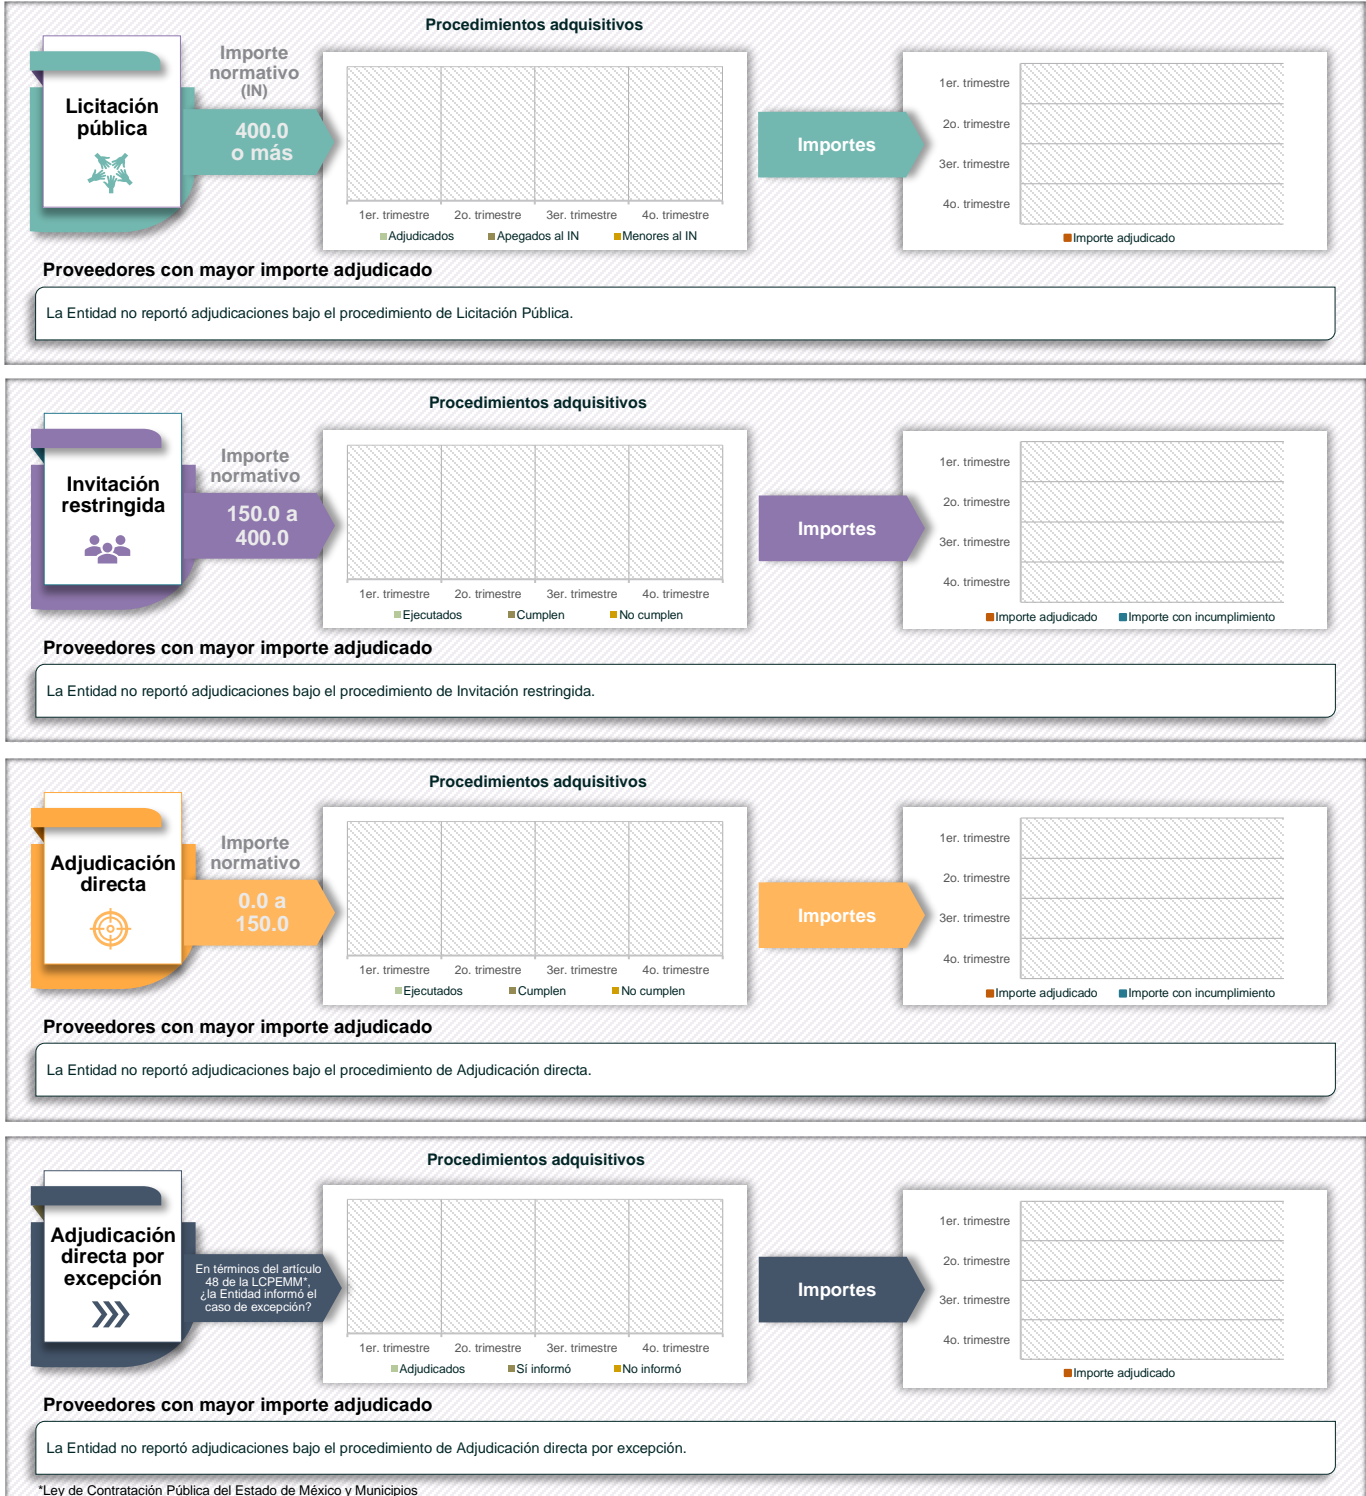 Procedimientos adquisitivos
Licitación
pública
Importe
normativo
(IN)
400.0
o más
1er. trimestre 2o. trimestre 3er. trimestre 4o. trimestre
Adjudicados Apegados al IN Menores al IN
Importes
1er. trimestre
2o. trimestre
3er. trimestre
4o. trimestre
Importe adjudicado
Proveedores con mayor importe adjudicado
La Entidad no reportó adjudicaciones bajo el procedimiento de Licitación Pública.
Procedimientos adquisitivos
Invitación
restringida
Importe
normativo
150.0 a
400.0
1er. trimestre 2o. trimestre 3er. trimestre 4o. trimestre
Ejecutados Cumplen No cumplen
Importes
1er. trimestre
2o. trimestre
3er. trimestre
4o. trimestre
Importe adjudicado Importe con incumplimiento
Proveedores con mayor importe adjudicado
La Entidad no reportó adjudicaciones bajo el procedimiento de Invitación restringida.
Procedimientos adquisitivos
Adjudicación
directa
Importe
normativo
0.0 a
150.0
1er. trimestre 2o. trimestre 3er. trimestre 4o. trimestre
Ejecutados Cumplen No cumplen
Importes
1er. trimestre
2o. trimestre
3er. trimestre
4o. trimestre
Importe adjudicado Importe con incumplimiento
Proveedores con mayor importe adjudicado
La Entidad no reportó adjudicaciones bajo el procedimiento de Adjudicación directa.
Procedimientos adquisitivos
Adjudicación
directa por
excepción
En términos del artículo
48 de la LCPEMM*,
¿la Entidad informó el
caso de excepción?
1er. trimestre 2o. trimestre 3er. trimestre 4o. trimestre
Adjudicados Sí informó No informó
Importes
1er. trimestre
2o. trimestre
3er. trimestre
4o. trimestre
Importe adjudicado
Proveedores con mayor importe adjudicado
La Entidad no reportó adjudicaciones bajo el procedimiento de Adjudicación directa por excepción.
*Ley de Contratación Pública del Estado de México y Municipios